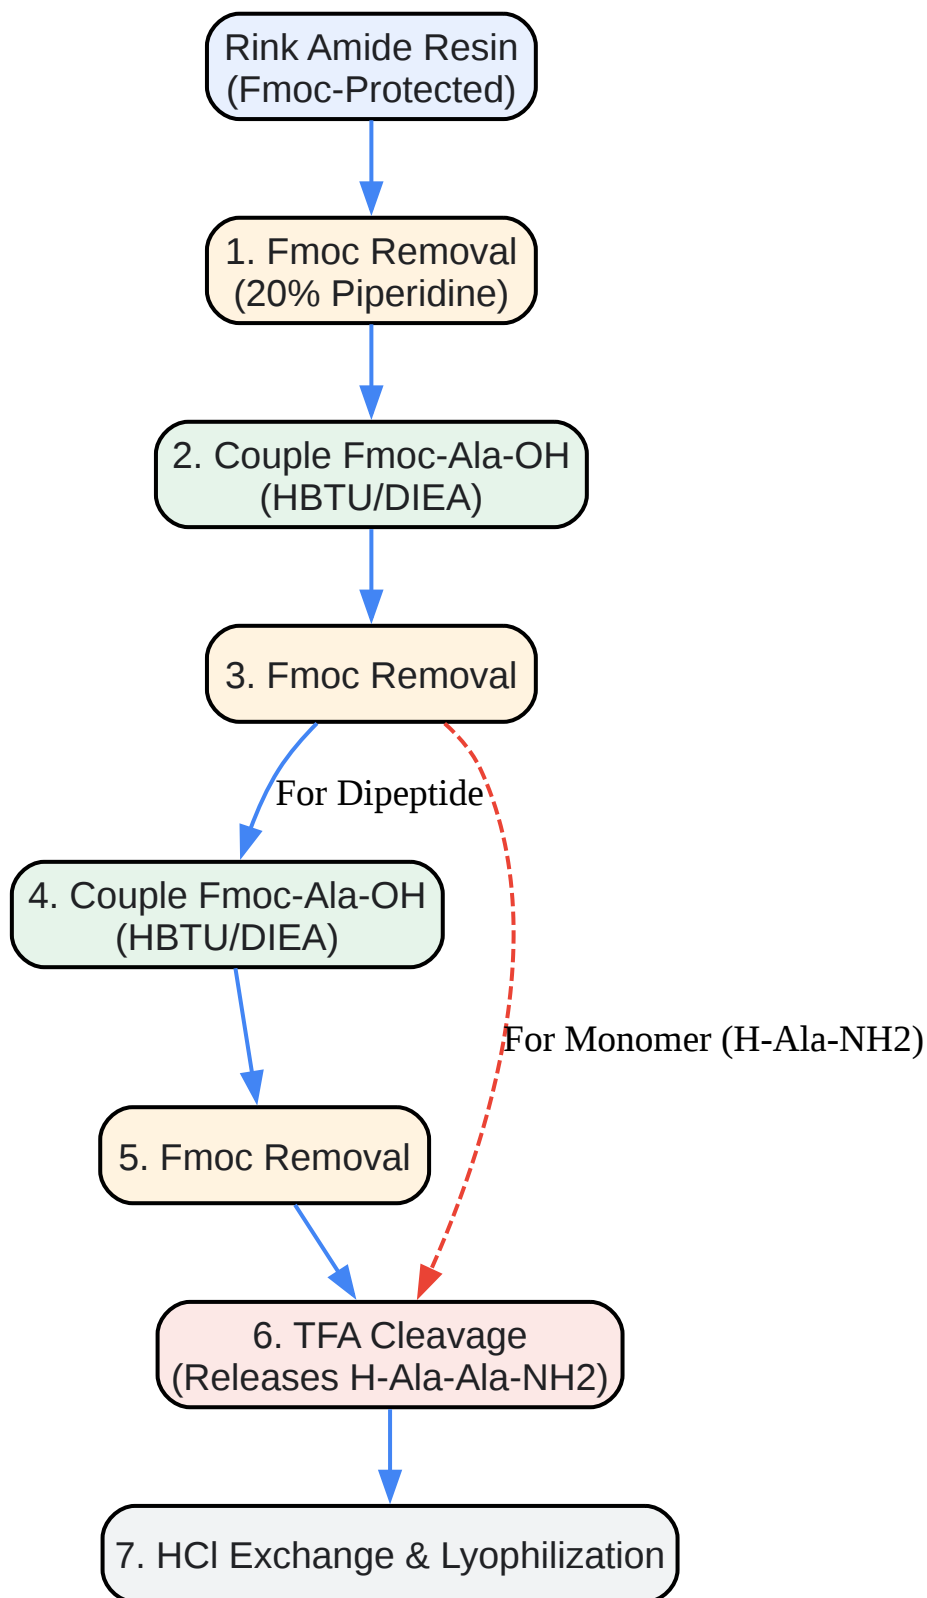 Rink Amide Resin
(Fmoc-Protected)
1. Fmoc Removal
(20% Piperidine)
2. Couple Fmoc-Ala-OH
(HBTU/DIEA)
3. Fmoc Removal
For Dipeptide
4. Couple Fmoc-Ala-OH
(HBTU/DIEA)
For Monomer (H-Ala-NH2)
5. Fmoc Removal
6. TFA Cleavage
(Releases H-Ala-Ala-NH2)
7. HCl Exchange & Lyophilization